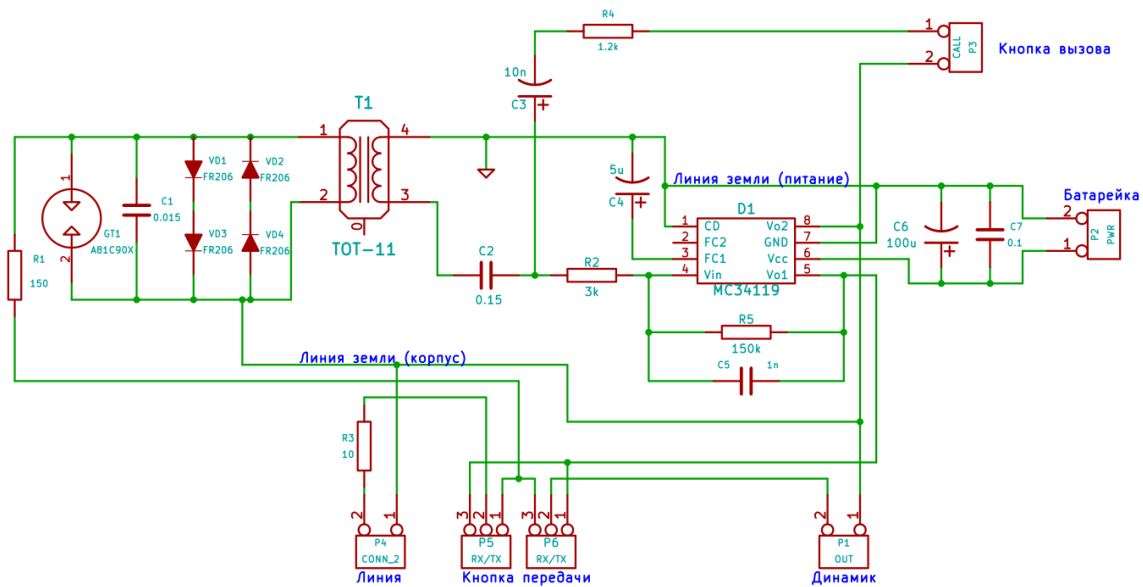 R4
1.2k
1
2
CALL
P3
Кнопка вызова
10n
C3
T1
1
4
2
3
0
TOT-11
1
2
GT1
A81C90X
C1
0.015
VD1
FR206
VD2
FR206
VD3
FR206
VD4
FR206
R1
150
5u
C4
Линия земли (питание)
D1
1 CD Vo2 8
2 FC2 GND 7
3 FC1 Vcc 6
4 Vin Vo1 5
MC34119
C6
100u
C7
0.1
Батарейка
2
1
P2
PWR
C2
0.15
R2
3k
R5
150k
C5
1n
Линия земли (корпус)
R3
10
2
1
P4
CONN_2
Линия
3
2
1
P5
RX/TX
3
2
1
P6
RX/TX
Кнопка передачи
2
1
P1
OUT
Динамик